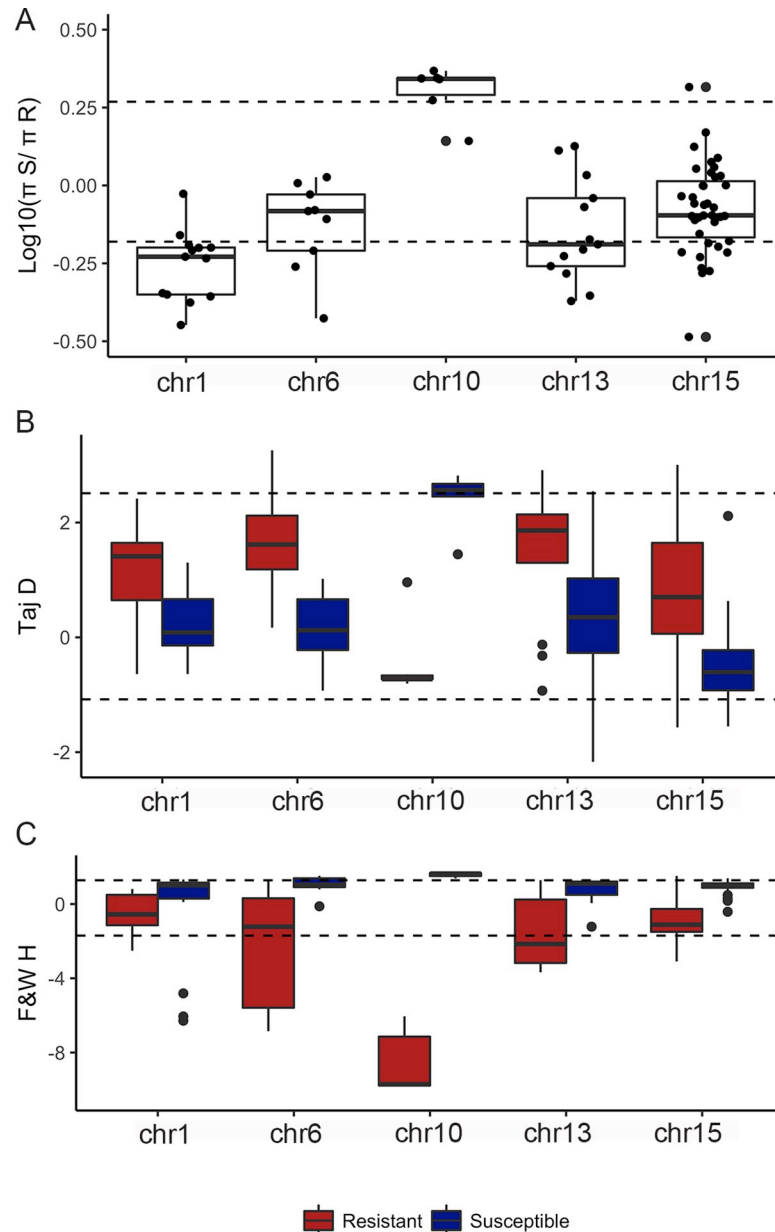 A
Log10(π S/ π R)
0.50
0.25
0.00
-0.25
-0.50
chr1 chr6 chr10 chr13 chr15
B
Taj D
2
0
-2
chr1 chr6 chr10 chr13 chr15
C
F&W H
0
-4
-8
chr1 chr6 chr10 chr13 chr15
Resistant Susceptible